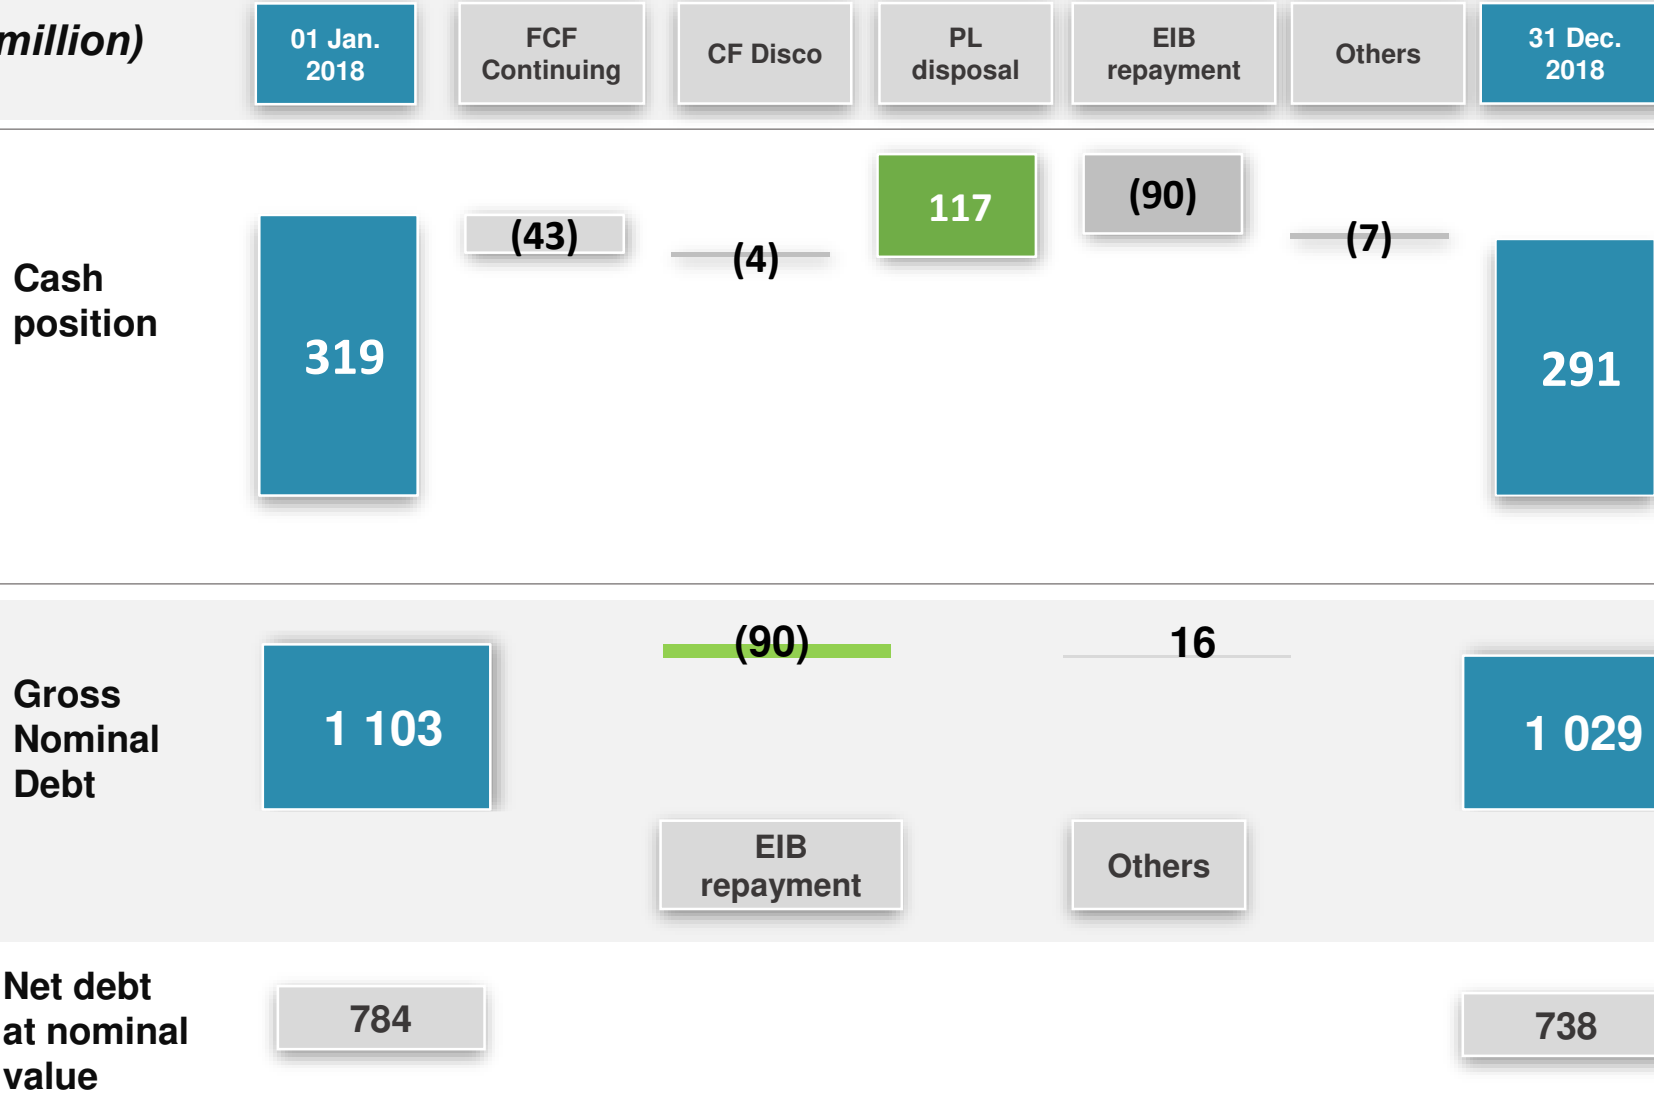 million)
01 Jan.
2018
FCF
Continuing
CF Disco
PL
disposal
EIB
repayment
Others
31 Dec.
2018
Cash
position
319
(43)
(4)
117
(90)
(7)
291
Gross
Nominal
Debt
1 103
(90)
16
1 029
EIB
repayment
Others
Net debt
at nominal
value
784
738